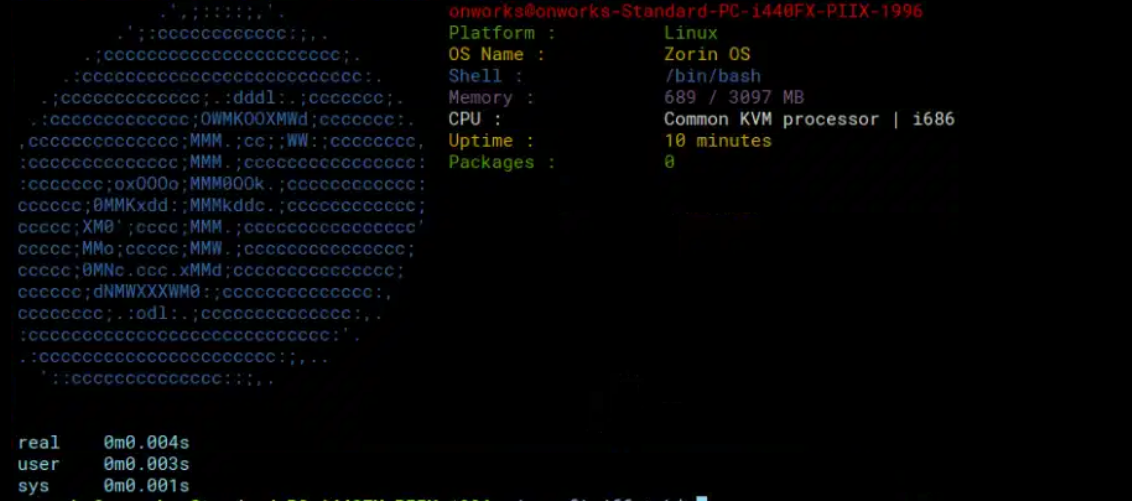 .',;::::;,'.
.';:cccccccccccc:;,.
.;cccccccccccccccccccccc;.
.:cccccccccccccccccccccccccc:.
.;ccccccccccccc;.:dddl:.;ccccccc;.
.:ccccccccccccc;OWMKOOXMWd;ccccccc:.
,ccccccccccccc;MMM.;cc;;WW:;cccccccc,
:cccccccccccccc;MMM.;cccccccccccccccc:
:ccccccc;oxOOOo;MMM0OOk.;cccccccccccc:
cccccc;0MMKxdd:;MMMkddc.;cccccccccccc;
ccccc;XM0';cccc;MMM.;cccccccccccccccc'
ccccc;MMo;ccccc;MMW.;ccccccccccccccc;
ccccc;0MNc.ccc.xMMd;ccccccccccccccc;
cccccc;dNMWXXXWM0:;cccccccccccccc:,
cccccccc;.:odl:.;cccccccccccccc:,.
:cccccccccccccccccccccccccccc:'.
.:cccccccccccccccccccccc:;,..
'::cccccccccccccc::;,.
onworks@onworks-Standard-PC-i440FX-PIIX-1996
Platform : Linux
OS Name : Zorin OS
Shell : /bin/bash
Memory : 689 / 3097 MB
CPU : Common KVM processor | i686
Uptime : 10 minutes
Packages : 0
real 0m0.004s
user 0m0.003s
sys 0m0.001s